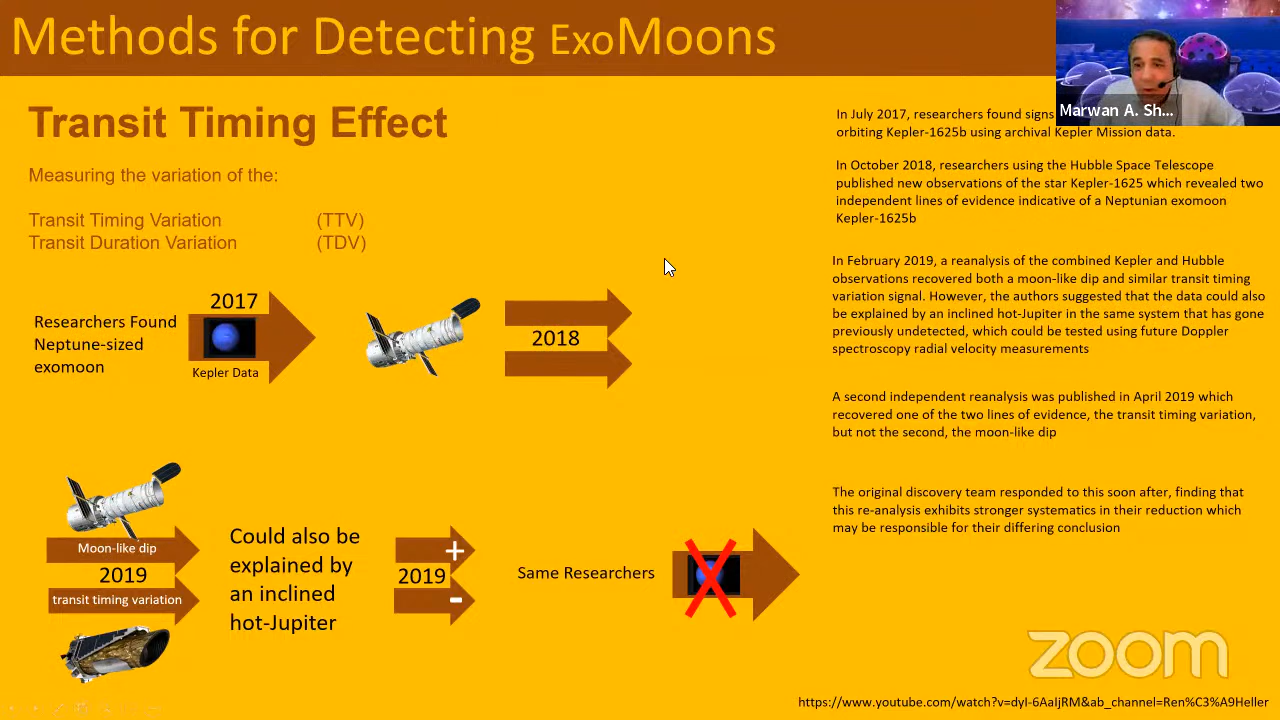 Methods for Detecting ExoMoons
Transit Timing Effect
Measuring the variation of the:
Transit Timing Variation (TTV)
Transit Duration Variation (TDV)
Researchers Found
Neptune-sized
exomoon
2017
Kepler Data
2018
Moon-like dip
2019
transit timing variation
Could also be
explained by
an inclined
hot-Jupiter
+
2019
-
Same Researchers
Marwan A. Sh...
In July 2017, researchers found signs
orbiting Kepler-1625b using archival Kepler Mission data.
In October 2018, researchers using the Hubble Space Telescope
published new observations of the star Kepler-1625 which revealed two
independent lines of evidence indicative of a Neptunian exomoon
Kepler-1625b
In February 2019, a reanalysis of the combined Kepler and Hubble
observations recovered both a moon-like dip and similar transit timing
variation signal. However, the authors suggested that the data could also
be explained by an inclined hot-Jupiter in the same system that has gone
previously undetected, which could be tested using future Doppler
spectroscopy radial velocity measurements
A second independent reanalysis was published in April 2019 which
recovered one of the two lines of evidence, the transit timing variation,
but not the second, the moon-like dip
The original discovery team responded to this soon after, finding that
this re-analysis exhibits stronger systematics in their reduction which
may be responsible for their differing conclusion
zoom
https://www.youtube.com/watch?v=dyI-6AaIjRM&ab_channel=Ren%C3%A9Heller